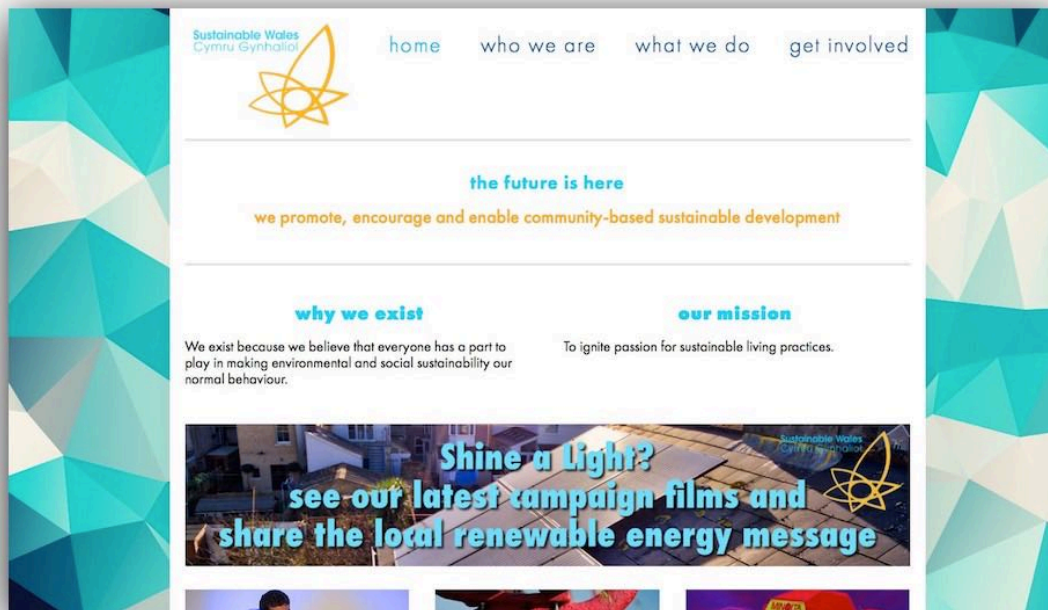 Sustainable Wales
Cymru Gynhaliol
home who we are what we do get involved
the future is here
we promote, encourage and enable community-based sustainable development
why we exist
We exist because we believe that everyone has a part to
play in making environmental and social sustainability our
normal behaviour.
our mission
To ignite passion for sustainable living practices.
Shine a Light?
see our latest campaign films and
share the local renewable energy message
Sustainable Wales
Cymru Gynhaliol
MINOLTA